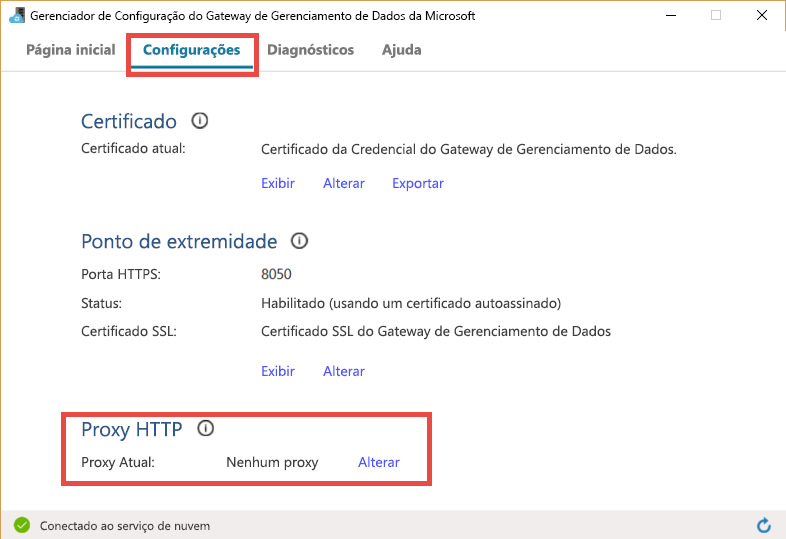 Gerenciador de Configuração do Gateway de Gerenciamento de Dados da Microsoft
Página inicial Configurações Diagnósticos Ajuda
Certificado
Certificado atual: Certificado da Credencial do Gateway de Gerenciamento de Dados.
Exibir Alterar Exportar
Ponto de extremidade
Porta HTTPS: 8050
Status: Habilitado (usando um certificado autoassinado)
Certificado SSL: Certificado SSL do Gateway de Gerenciamento de Dados
Exibir Alterar
Proxy HTTP
Proxy Atual: Nenhum proxy Alterar
Conectado ao serviço de nuvem